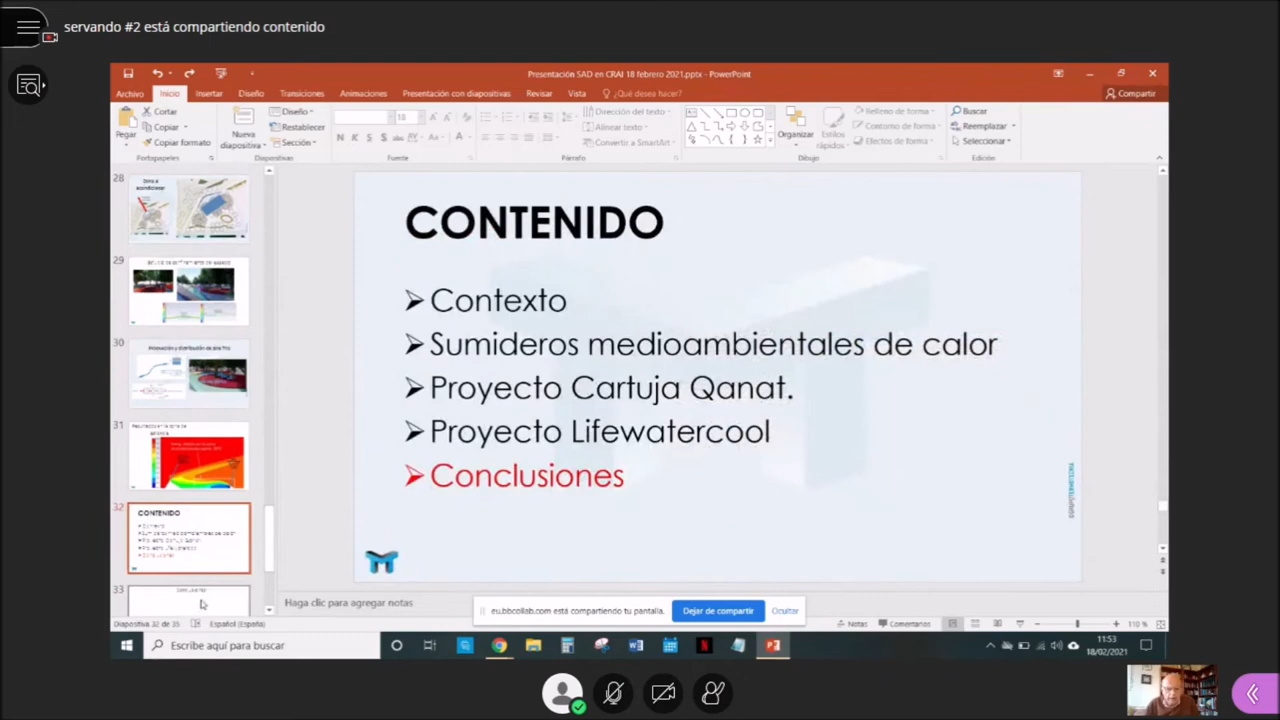 servando #2 está compartiendo contenido
Presentación SAD en CRAI 18 febrero 2021.pptx - PowerPoint
Archivo Inicio Insertar Diseño Transiciones Animaciones Presentación con diapositivas Revisar Vista ¿Qué desea hacer? Compartir
Pegar
Cortar
Copiar
Copiar formato
Portapapeles
Nueva
diapositiva
Diseño
Restablecer
Sección
Diapositivas
18
N K S S abc AV Aa A
Fuente
Dirección del texto
Alinear texto
Convertir a SmartArt
Párrafo
Organizar
Estilos
rápidos
Relleno de forma
Contorno de forma
Efectos de forma
Dibujo
Buscar
Reemplazar
Seleccionar
Edición
28
29
30
31
32
CONTENIDO
33
Conclusiones
CONTENIDO
Contexto
Sumideros medioambientales de calor
Proyecto Cartuja Qanat.
Proyecto Lifewatercool
Conclusiones
Haga clic para agregar notas
eu.bbcollab.com está compartiendo tu pantalla. Dejar de compartir Ocultar
Diapositiva 32 de 35 Español (España) Notas Comentarios 110 %
Escribe aquí para buscar
11:53
18/02/2021